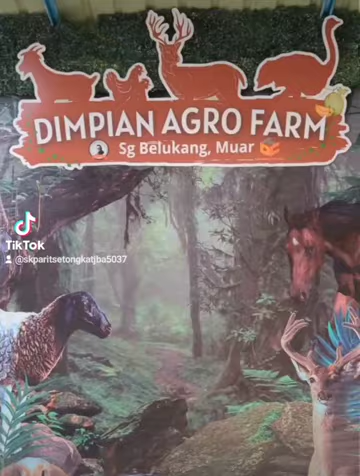 DIMPIAN AGRO FARM
Sg Belukang, Muar
TikTok
@skparitsetongkatjba5037